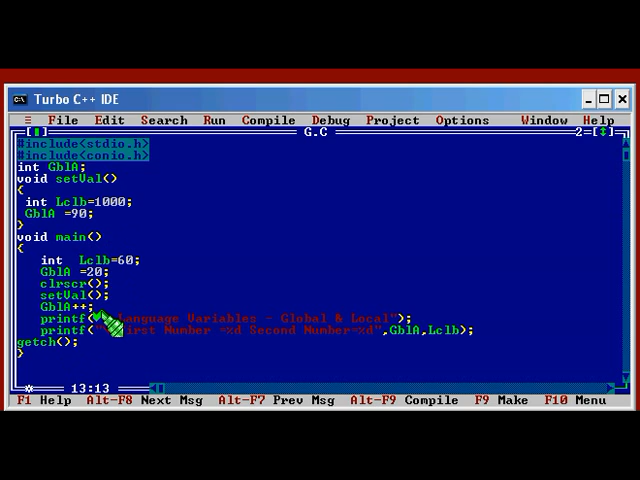 Turbo C++ IDE
≡ File Edit Search Run Compile Debug Project Options Window Help
G.C 2=[↕]
#include<stdio.h>
#include<conio.h>
int GblA;
void setVal()
{
int Lclb=1000;
GblA =90;
}
void main()
{
int Lclb=60;
GblA =20;
clrscr();
setVal();
GblA++;
printf( Language Variables - Global & Local");
printf(" First Number =%d Second Number=%d",GblA,Lclb);
getch();
}
13:13
F1 Help Alt-F8 Next Msg Alt-F7 Prev Msg Alt-F9 Compile F9 Make F10 Menu